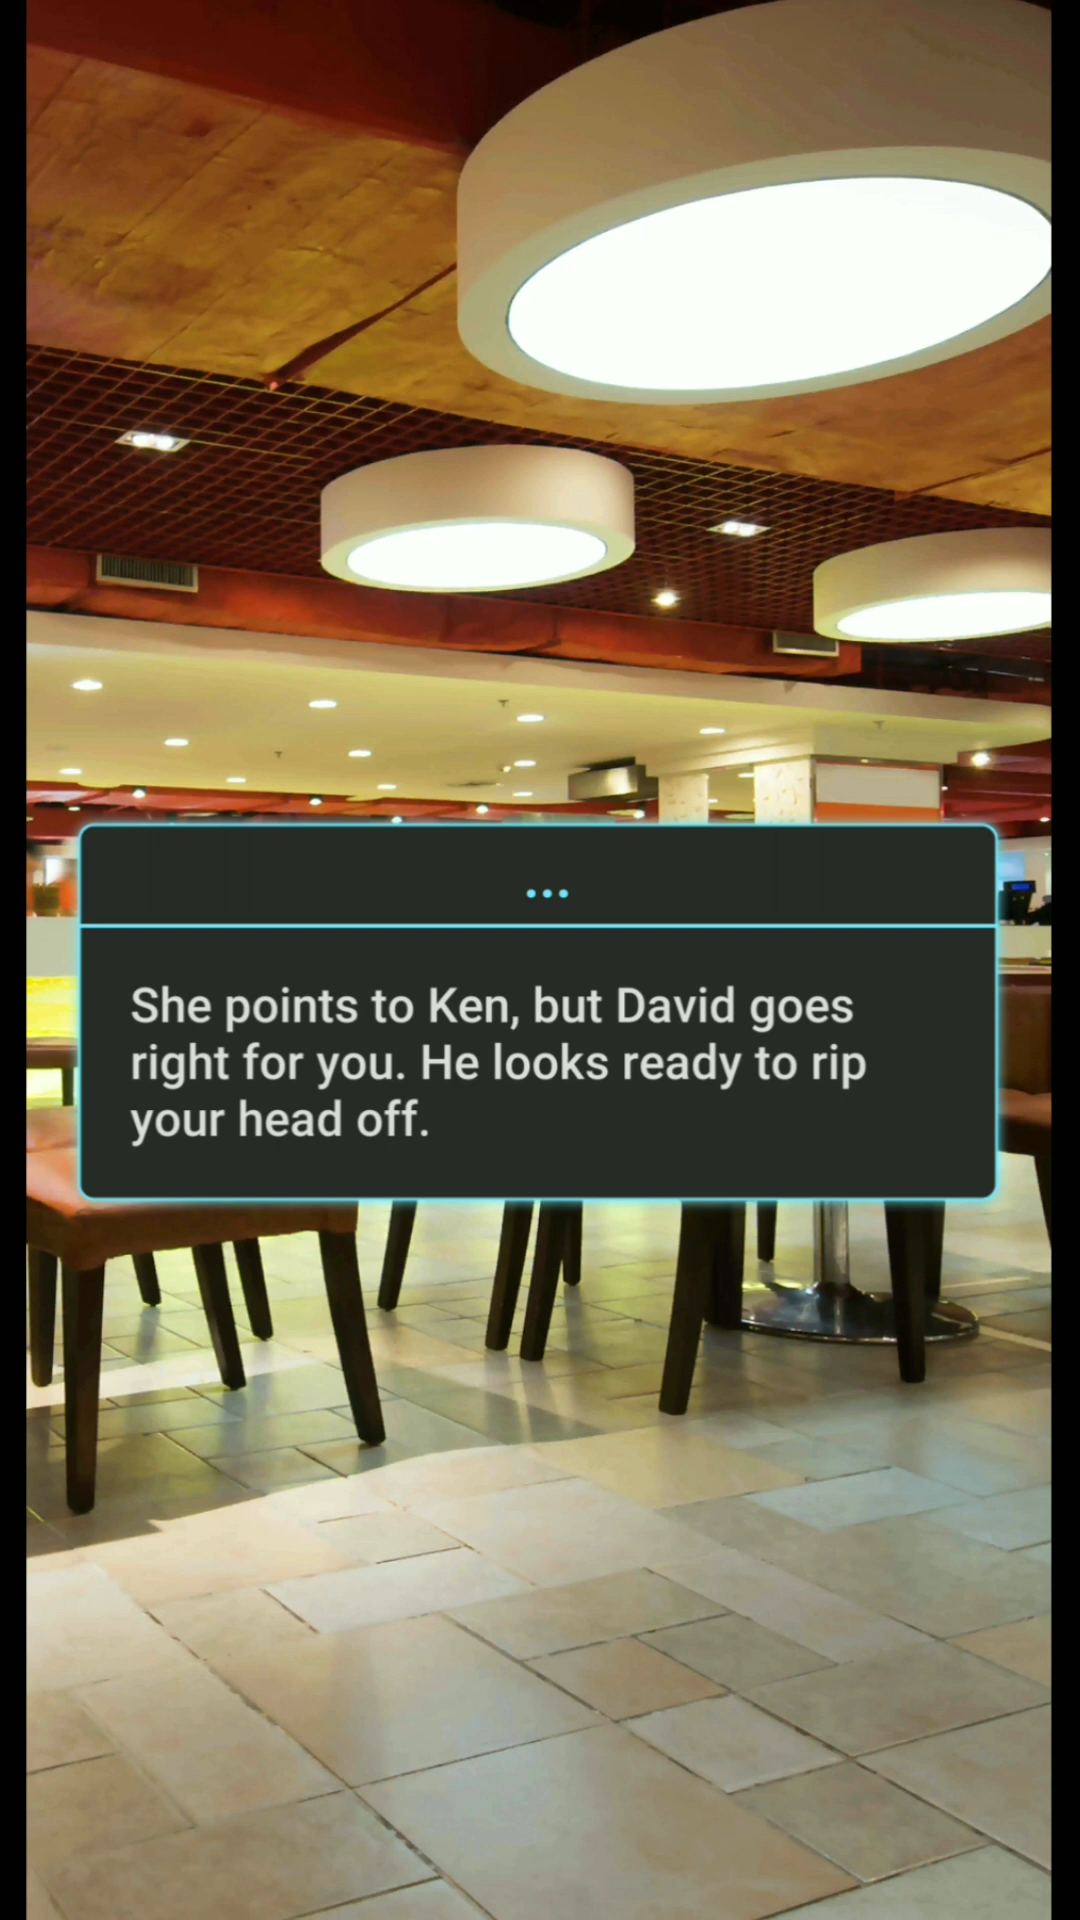 ...
She points to Ken, but David goes
right for you. He looks ready to rip
your head off.